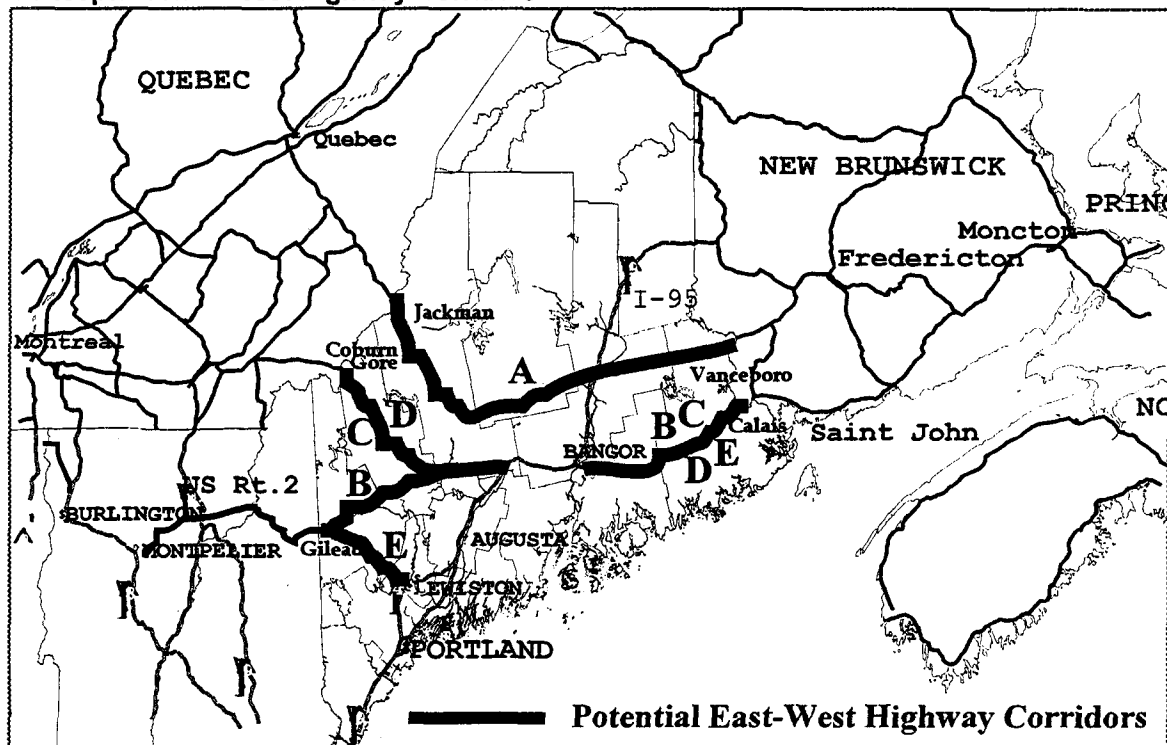 QUEBEC
Quebec
NEW BRUNSWICK
PRINC
Moncton
Fredericton
I-95
Jackman
Montreal
Coburn
Gore
A
Vanceboro
D
C
B C
Calais
NO
BANGOR
E
Saint John
D
US Rt.2
B
BURLINGTON
MONTPELIER
Gilead
E
AUGUSTA
LEWISTON
PORTLAND
Potential East-West Highway Corridors